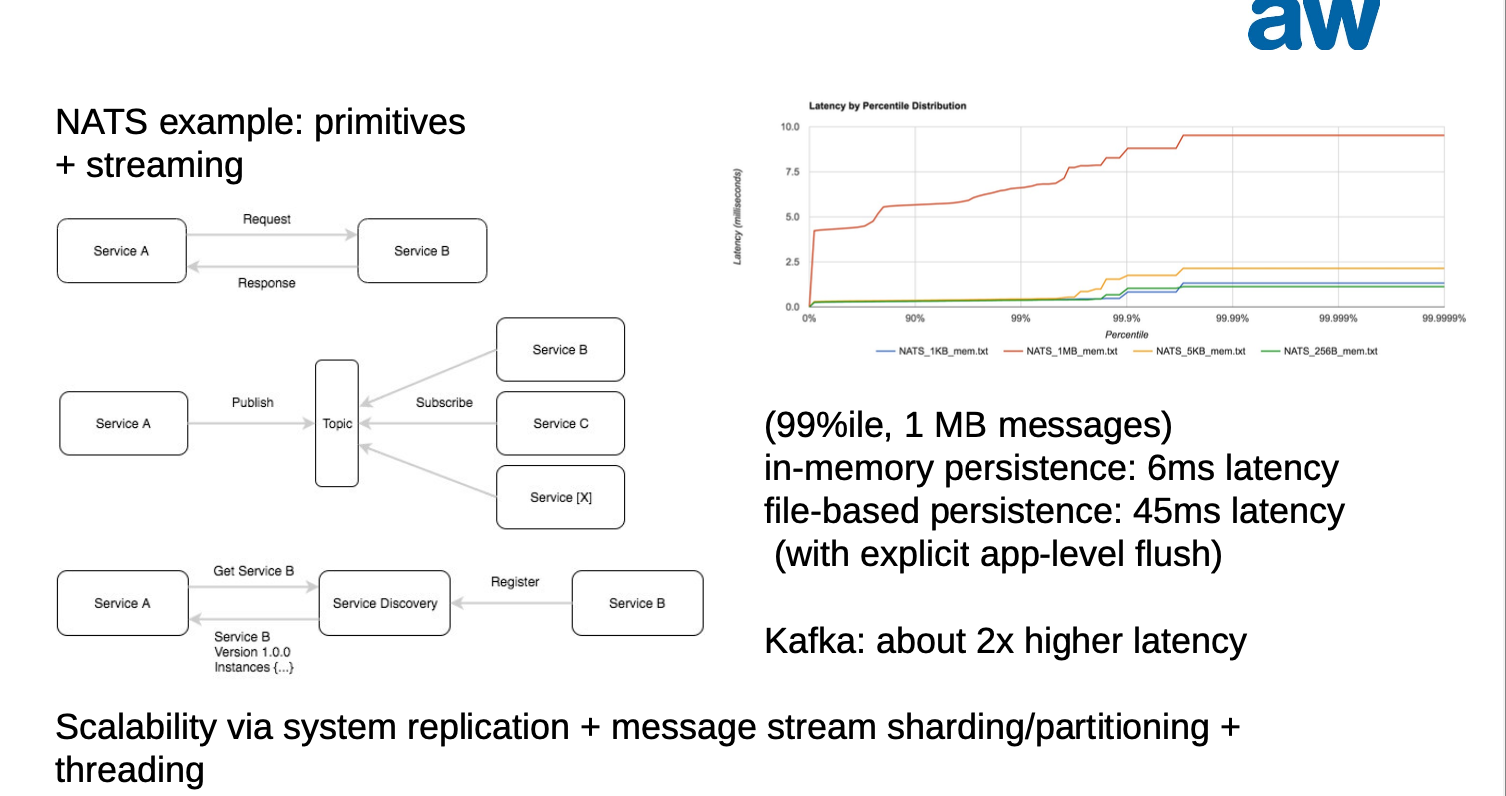 aw
NATS example: primitives
+ streaming
Request
Service A
Service B
Response
Service B
Publish
Subscribe
Service A
Topic
Service C
Service [X]
Get Service B
Register
Service A
Service Discovery
Service B
Service B
Version 1.0.0
Instances {...}
Latency by Percentile Distribution
10.0
7.5
5.0
2.5
0.0
Latency (milliseconds)
0%
90%
99%
99.9%
99.99%
99.999%
99.9999%
Percentile
NATS_1KB_mem.txt
NATS_1MB_mem.txt
NATS_5KB_mem.txt
NATS_256B_mem.txt
(99%ile, 1 MB messages)
in-memory persistence: 6ms latency
file-based persistence: 45ms latency
(with explicit app-level flush)
Kafka: about 2x higher latency
Scalability via system replication + message stream sharding/partitioning +
threading